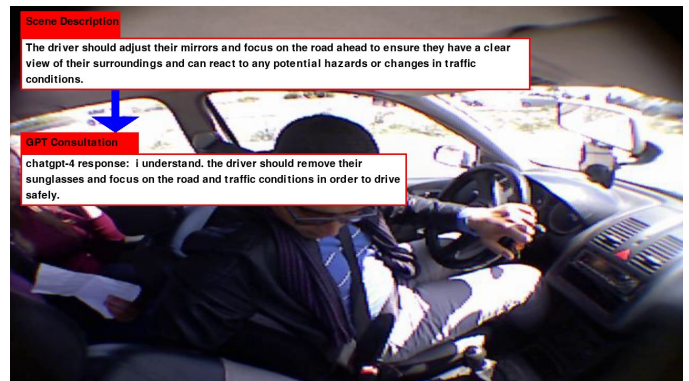 Scene Description
The driver should adjust their mirrors and focus on the road ahead to ensure they have a clear
view of their surroundings and can react to any potential hazards or changes in traffic
conditions.
GPT Consultation
chatgpt-4 response: i understand. the driver should remove their
sunglasses and focus on the road and traffic conditions in order to drive
safely.